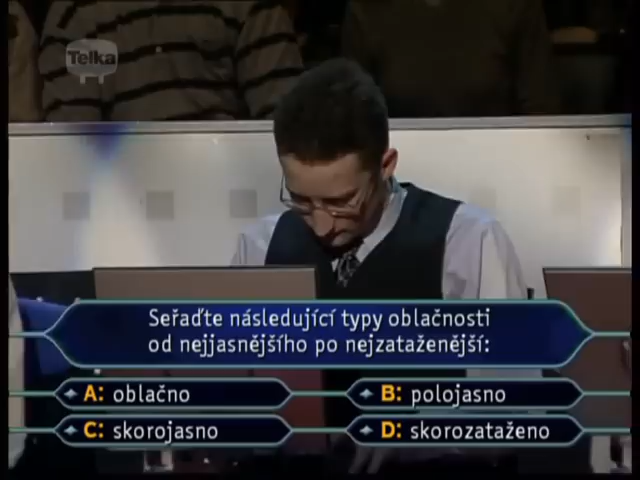 Telka
Seřaďte následující typy oblačnosti
od nejjasnějšího po nejzataženější:
A: oblačno
B: polojasno
C: skorojasno
D: skorozataženo